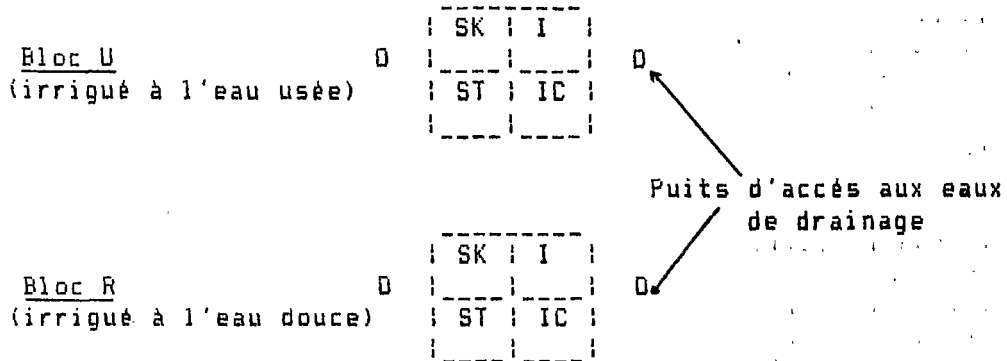 SK I
Bloc U O O
(irrigué à l'eau usée) ST IC
Puits d'accès aux eaux
de drainage
SK I
Bloc R O O
(irrigué à l'eau douce) ST IC